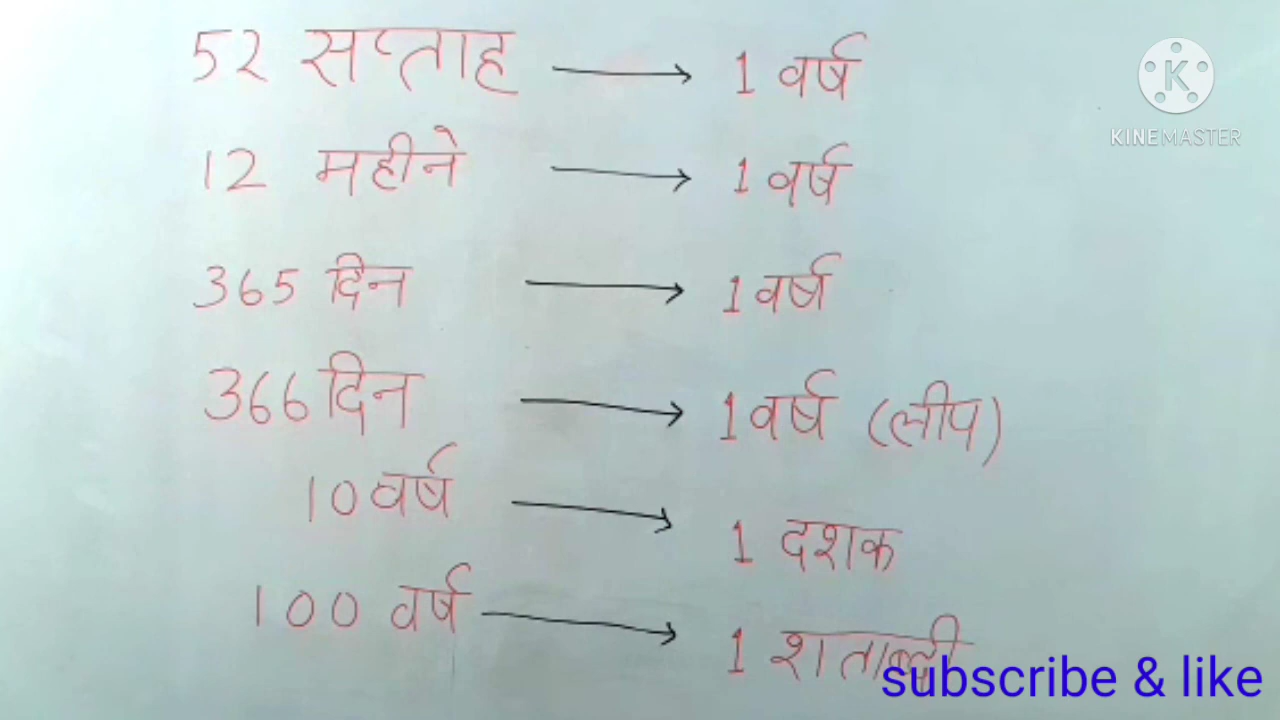 52 सप्ताह → 1 वर्ष
KINEMASTER
12 महीने → 1 वर्ष
365 दिन → 1 वर्ष
366 दिन → 1 वर्ष (लीप)
10 वर्ष → 1 दशक
100 वर्ष → 1 शताब्दी
subscribe & like